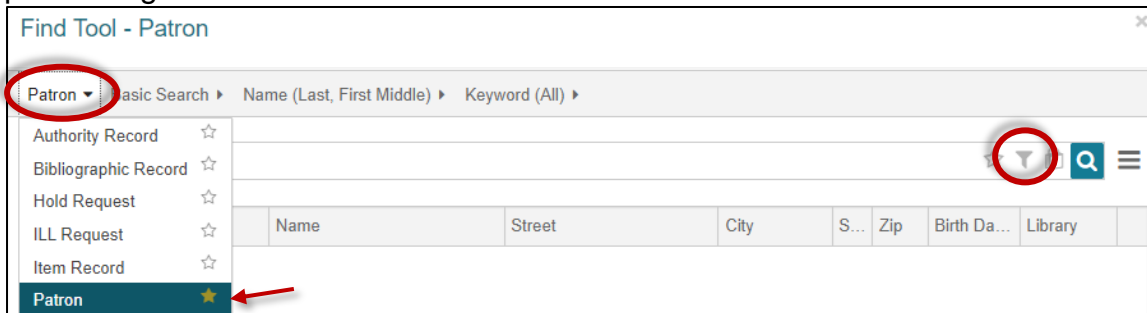 Find Tool - Patron
Patron Basic Search Name (Last, First Middle) Keyword (All)
Authority Record
Bibliographic Record
Hold Request
ILL Request
Item Record
Patron
Name Street City S... Zip Birth Da... Library